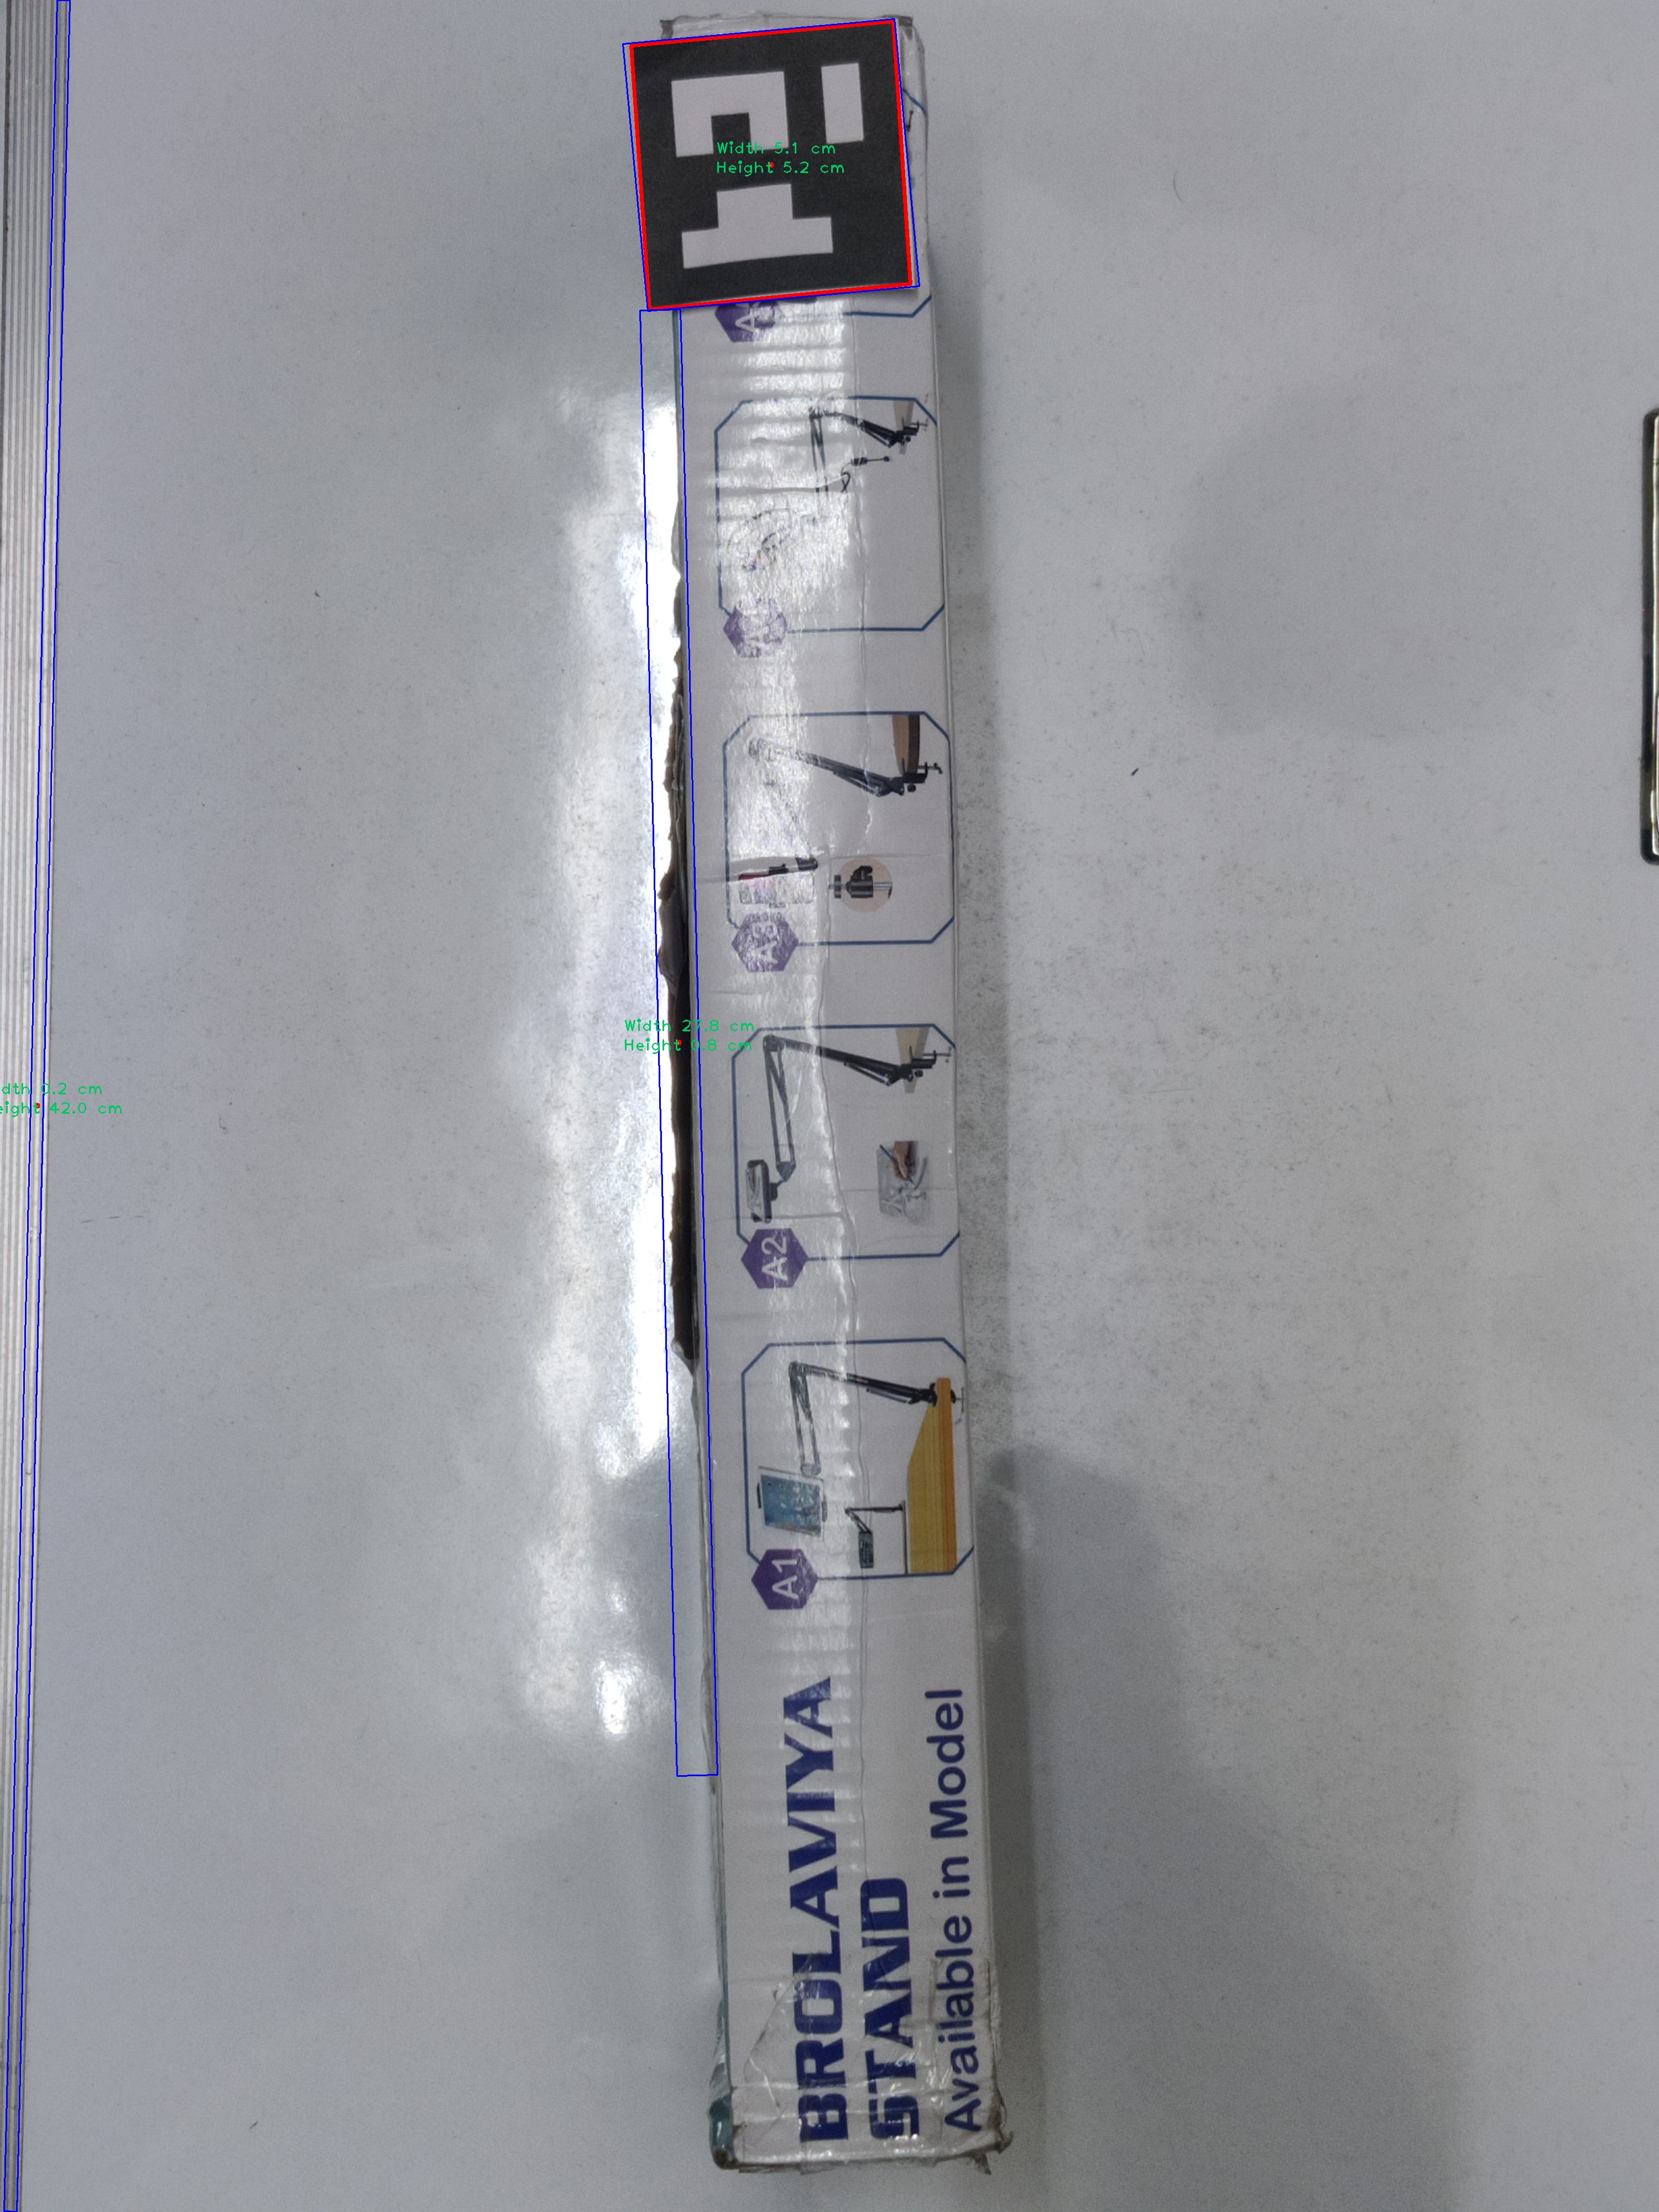 Width 5.1 cm
Height 5.2 cm
A3
Width 27.8 cm
Height 0.8 cm
dth 0.2 cm
eight 42.0 cm
A2
A1
BROLAVIYA
STAND
Available in Model